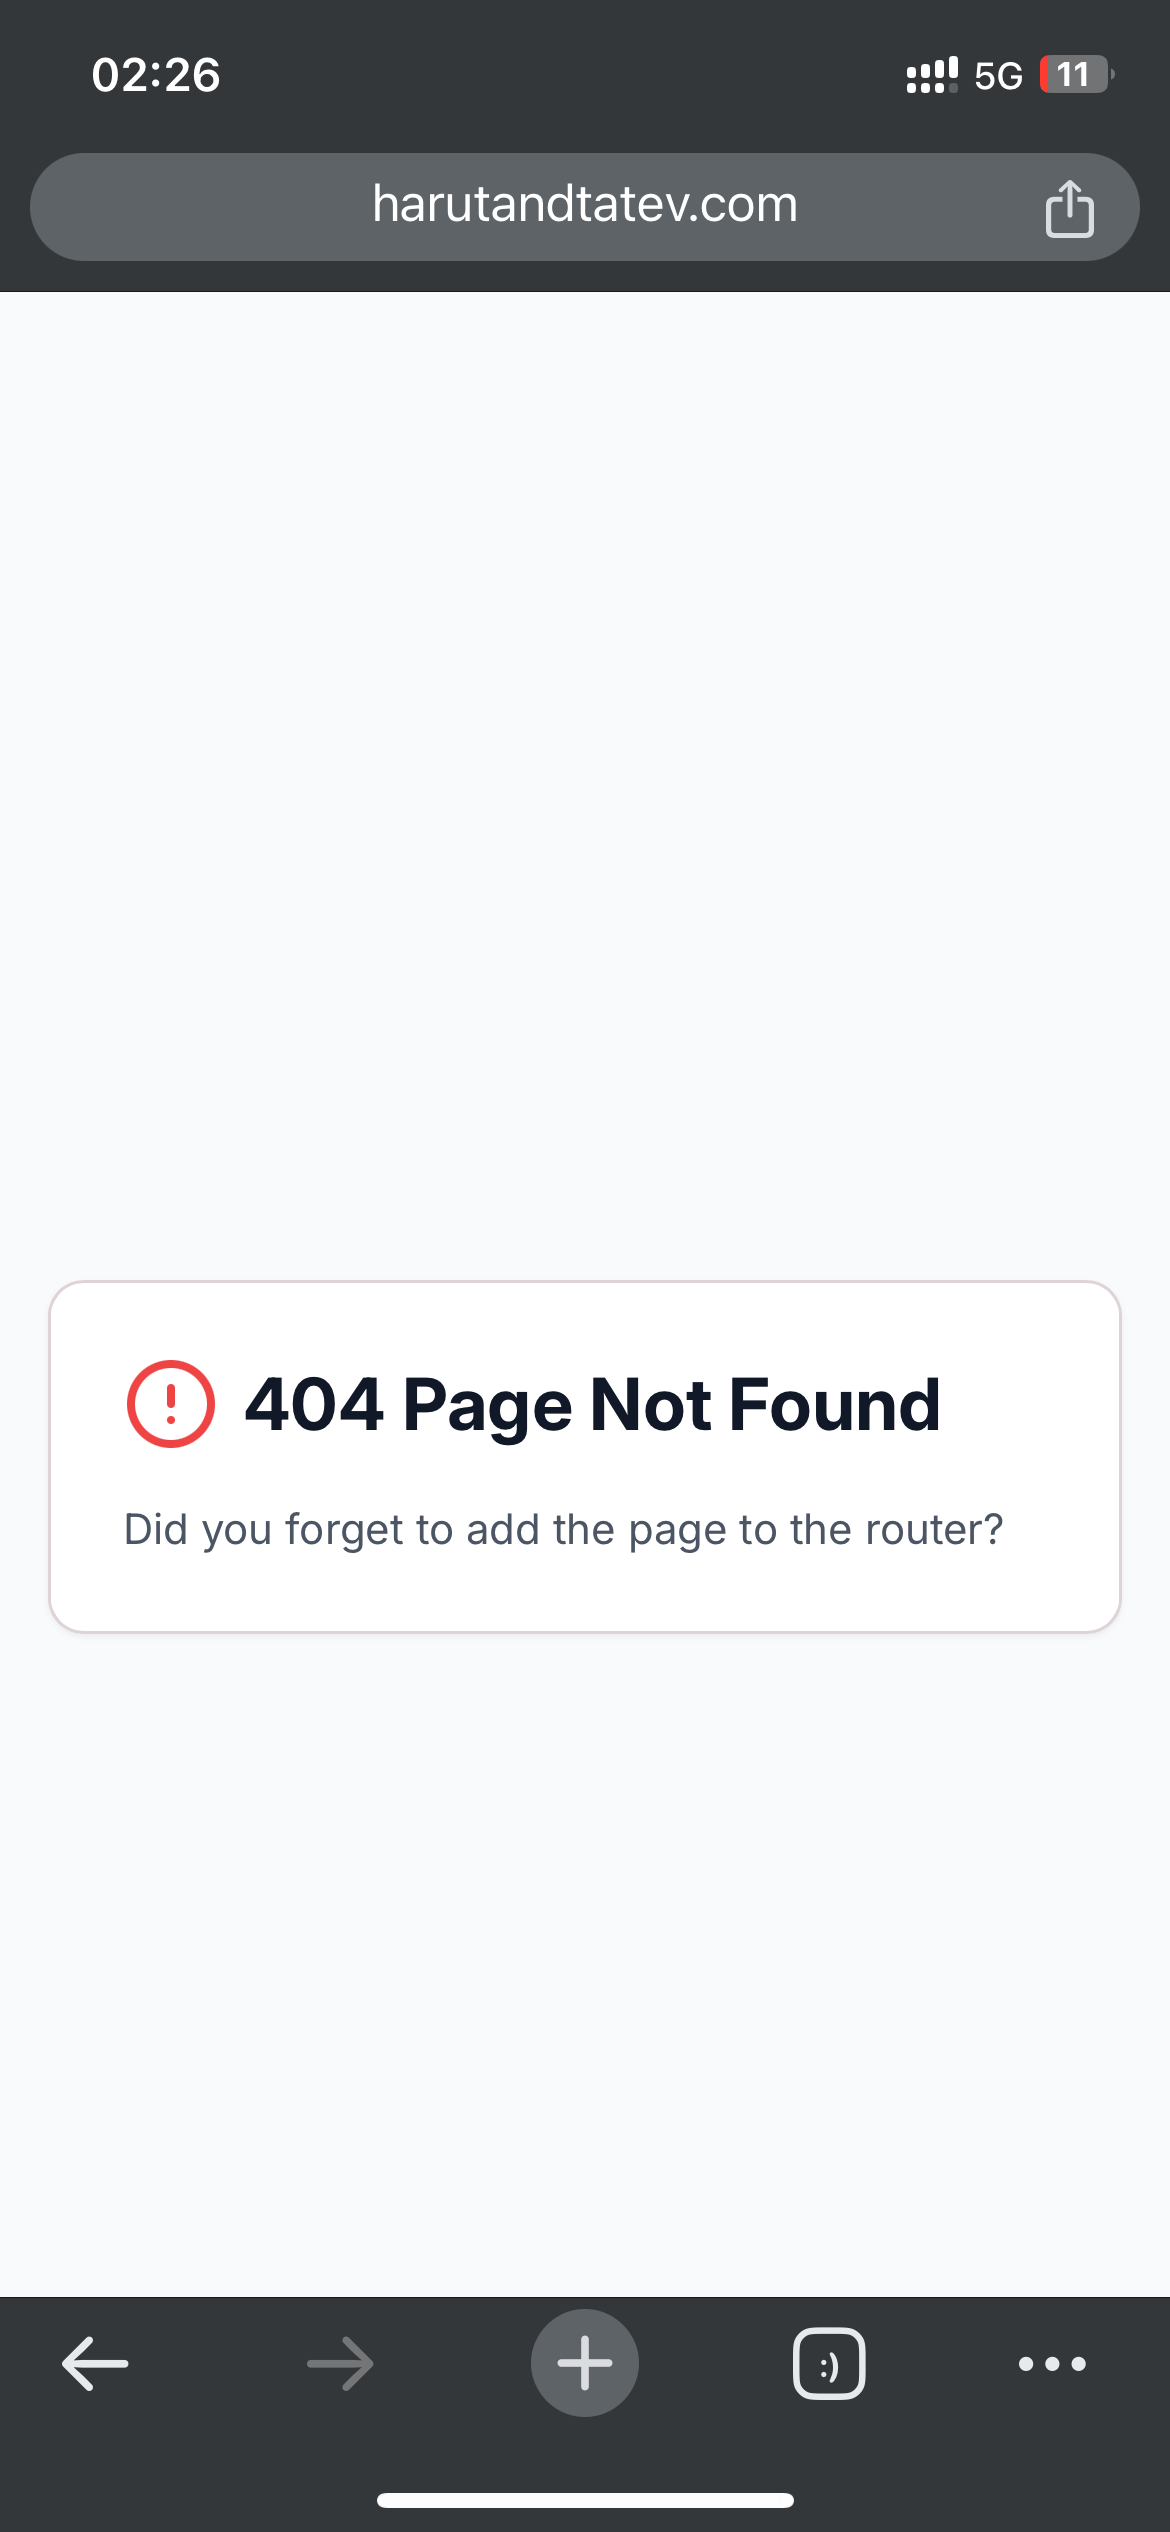 02:26
5G 11
harutandtatev.com
404 Page Not Found
Did you forget to add the page to the router?
:)